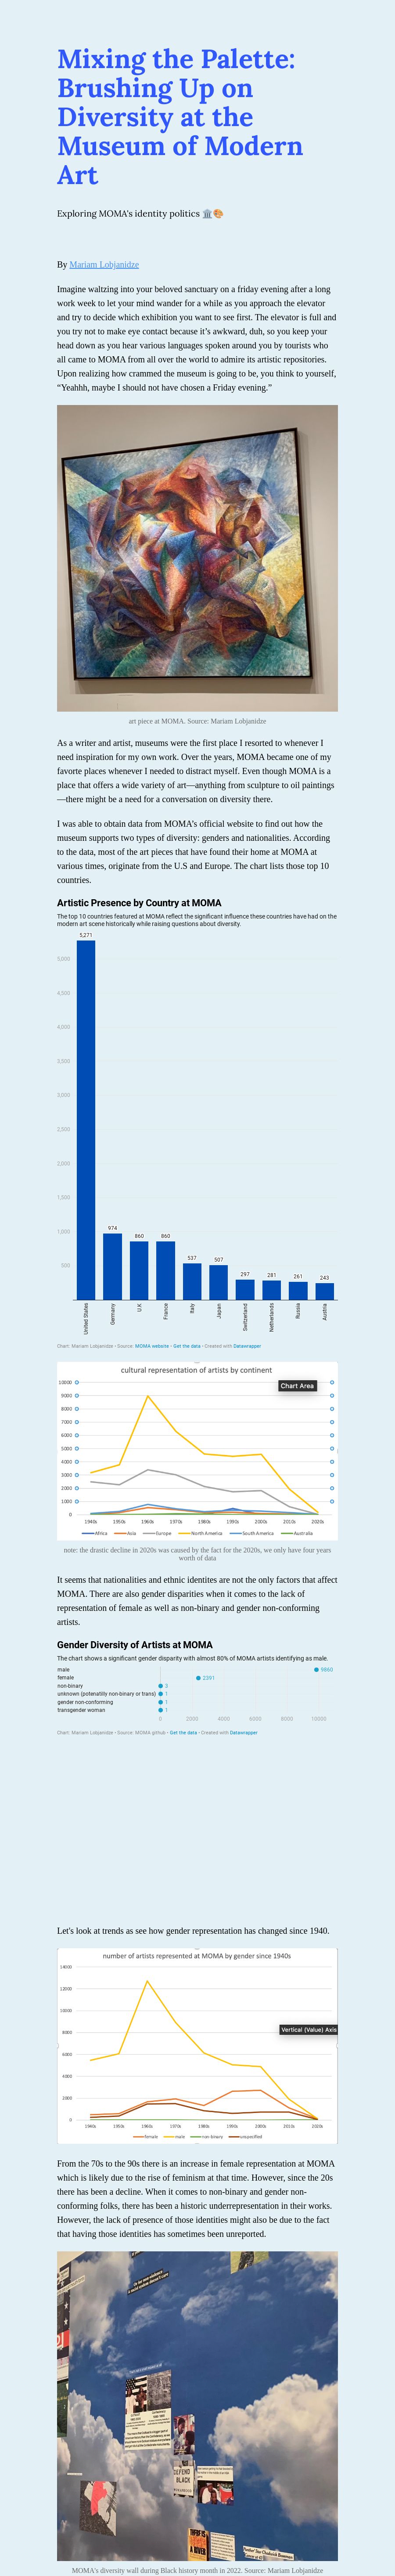 Mixing the Palette:
Brushing Up on
Diversity at the
Museum of Modern
Art
Exploring MOMA's identity politics 🏛️🎨
By Mariam Lobjanidze
Imagine waltzing into your beloved sanctuary on a friday evening after a long
work week to let your mind wander for a while as you approach the elevator
and try to decide which exhibition you want to see first. The elevator is full and
you try not to make eye contact because it's awkward, duh, so you keep your
head down as you hear various languages spoken around you by tourists who
all came to MOMA from all over the world to admire its artistic repositories.
Upon realizing how crammed the museum is going to be, you think to yourself,
“Yeahhh, maybe I should not have chosen a Friday evening.”
art piece at MOMA. Source: Mariam Lobjanidze
As a writer and artist, museums were the first place I resorted to whenever I
need inspiration for my own work. Over the years, MOMA became one of my
favorte places whenever I needed to distract myself. Even though MOMA is a
place that offers a wide variety of art—anything from sculpture to oil paintings
—there might be a need for a conversation on diversity there.
I was able to obtain data from MOMA's official website to find out how the
museum supports two types of diversity: genders and nationalities. According
to the data, most of the art pieces that have found their home at MOMA at
various times, originate from the U.S and Europe. The chart lists those top 10
countries.
Artistic Presence by Country at MOMA
The top 10 countries featured at MOMA reflect the significant influence these countries have had on the
modern art scene historically while raising questions about diversity.
5,271
5,000
4,500
4,000
3,500
3,000
2,500
2,000
1,500
1,000
500
974
860
860
537
507
297
281
261
243
United States
Germany
U.K
France
Italy
Japan
Switzerland
Netherlands
Russia
Austria
Chart: Mariam Lobjanidze • Source: MOMA website • Get the data • Created with Datawrapper
cultural representation of artists by continent
Chart Area
10000
9000
8000
7000
6000
5000
4000
3000
2000
1000
0
1940s 1950s 1960s 1970s 1980s 1990s 2000s 2010s 2020s
Africa Asia Europe North America South America Australia
note: the drastic decline in 2020s was caused by the fact for the 2020s, we only have four years
worth of data
It seems that nationalities and ethnic identites are not the only factors that affect
MOMA. There are also gender disparities when it comes to the lack of
representation of female as well as non-binary and gender non-conforming
artists.
Gender Diversity of Artists at MOMA
The chart shows a significant gender disparity with almost 80% of MOMA artists identifying as male.
male 9860
female 2391
non-binary 3
unknown (potenatilly non-binary or trans) 1
gender non-conforming 1
transgender woman 1
0 2000 4000 6000 8000 10000
Chart: Mariam Lobjanidze • Source: MOMA github • Get the data • Created with Datawrapper
Let's look at trends as see how gender representation has changed since 1940.
number of artists represented at MOMA by gender since 1940s
14000
12000
10000
8000
Vertical (Value) Axis
6000
4000
2000
0
1940s 1950s 1960s 1970s 1980s 1990s 2000s 2010s 2020s
female male non-binary unspecified
From the 70s to the 90s there is an increase in female representation at MOMA
which is likely due to the rise of feminism at that time. However, since the 20s
there has been a decline. When it comes to non-binary and gender non-
conforming folks, there has been a historic underrepresentation in their works.
However, the lack of presence of those identities might also be due to the fact
that having those identities has sometimes been unreported.
DEFEND
BLACK
A RIVER
MOMA's diversity wall during Black history month in 2022. Source: Mariam Lobjanidze